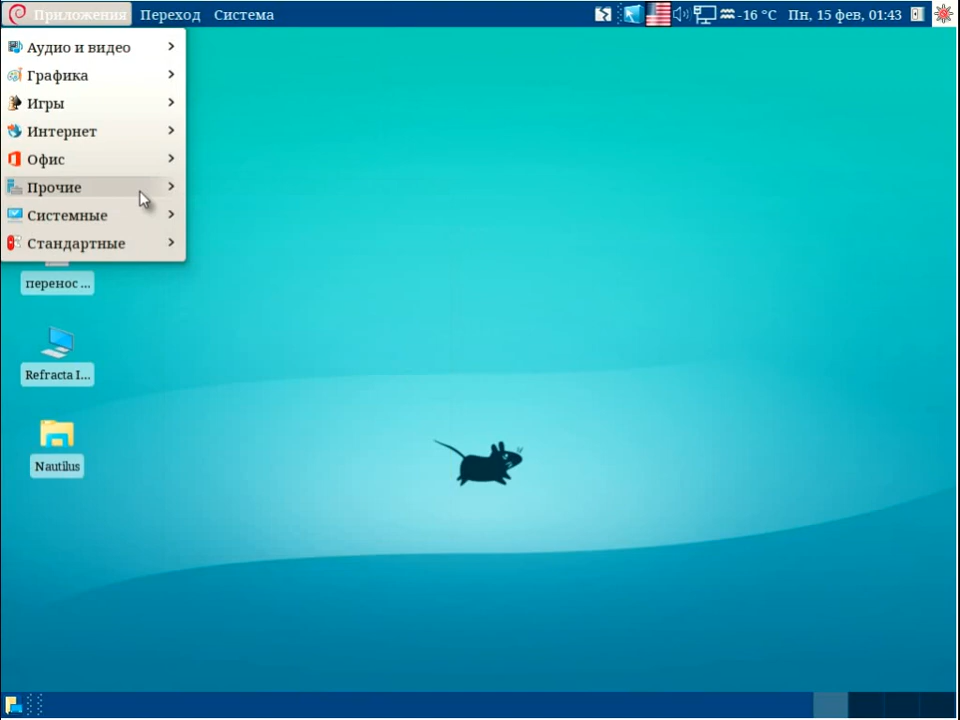 Приложения Переход Система -16 °C Пн, 15 фев, 01:43
Аудио и видео
Графика
Игры
Интернет
Офис
Прочие
Системные
Стандартные
перенос ...
Refracta I...
Nautilus